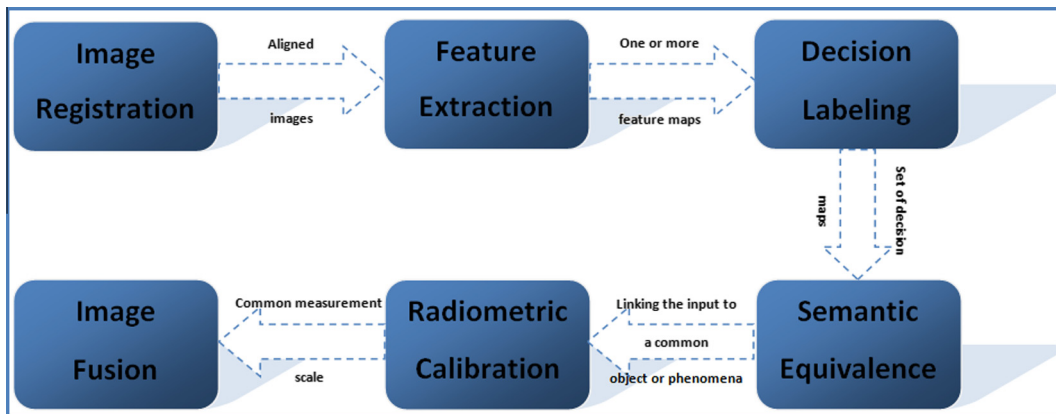 Image
Registration
Aligned
images
Feature
Extraction
One or more
feature maps
Decision
Labeling
Set of decision
maps
Semantic
Equivalence
Linking the input to
a common
object or phenomena
Radiometric
Calibration
Common measurement
scale
Image
Fusion